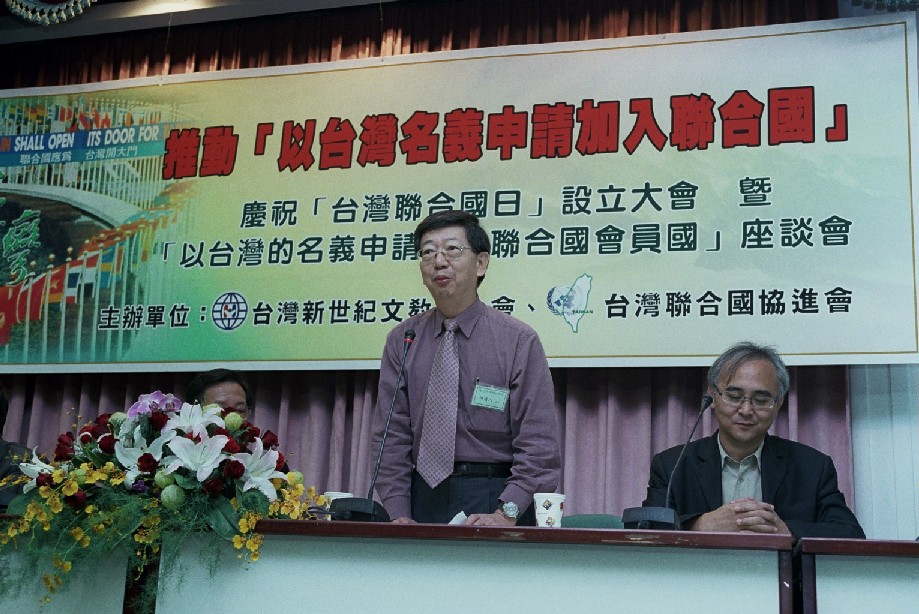 SHALL OPEN ITS DOOR FOR
聯合國應為 台灣開大門
推動「以台灣名義申請加入聯合國」
慶祝「台灣聯合國日」設立大會 暨
「以台灣的名義申請 聯合國會員國」座談會
主辦單位： 台灣新世紀文教 會、 TAIWAN 台灣聯合國協進會